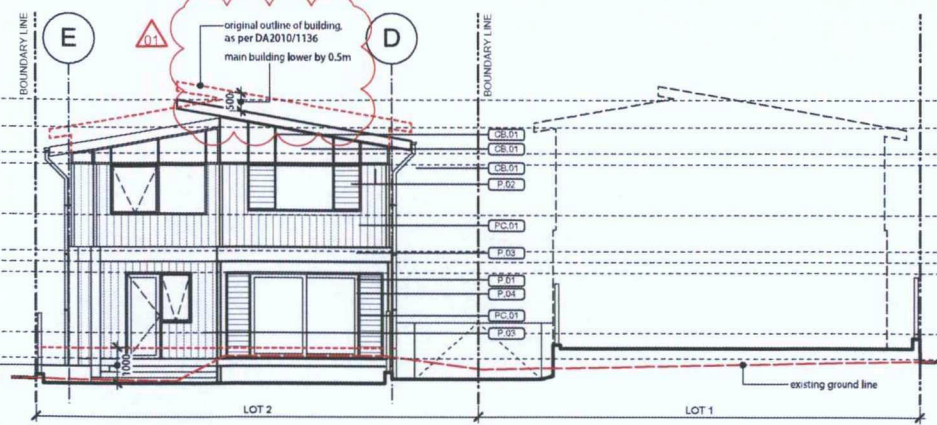 BOUNDARY LINE
E
01
original outline of building,
as per DA2010/1136
main building lower by 0.5m
D
BOUNDARY LINE
500
CB.01
CB.01
CB.01
P.02
PC.01
P.03
P.01
P.04
PC.01
P.03
1000
existing ground line
LOT 2
LOT 1